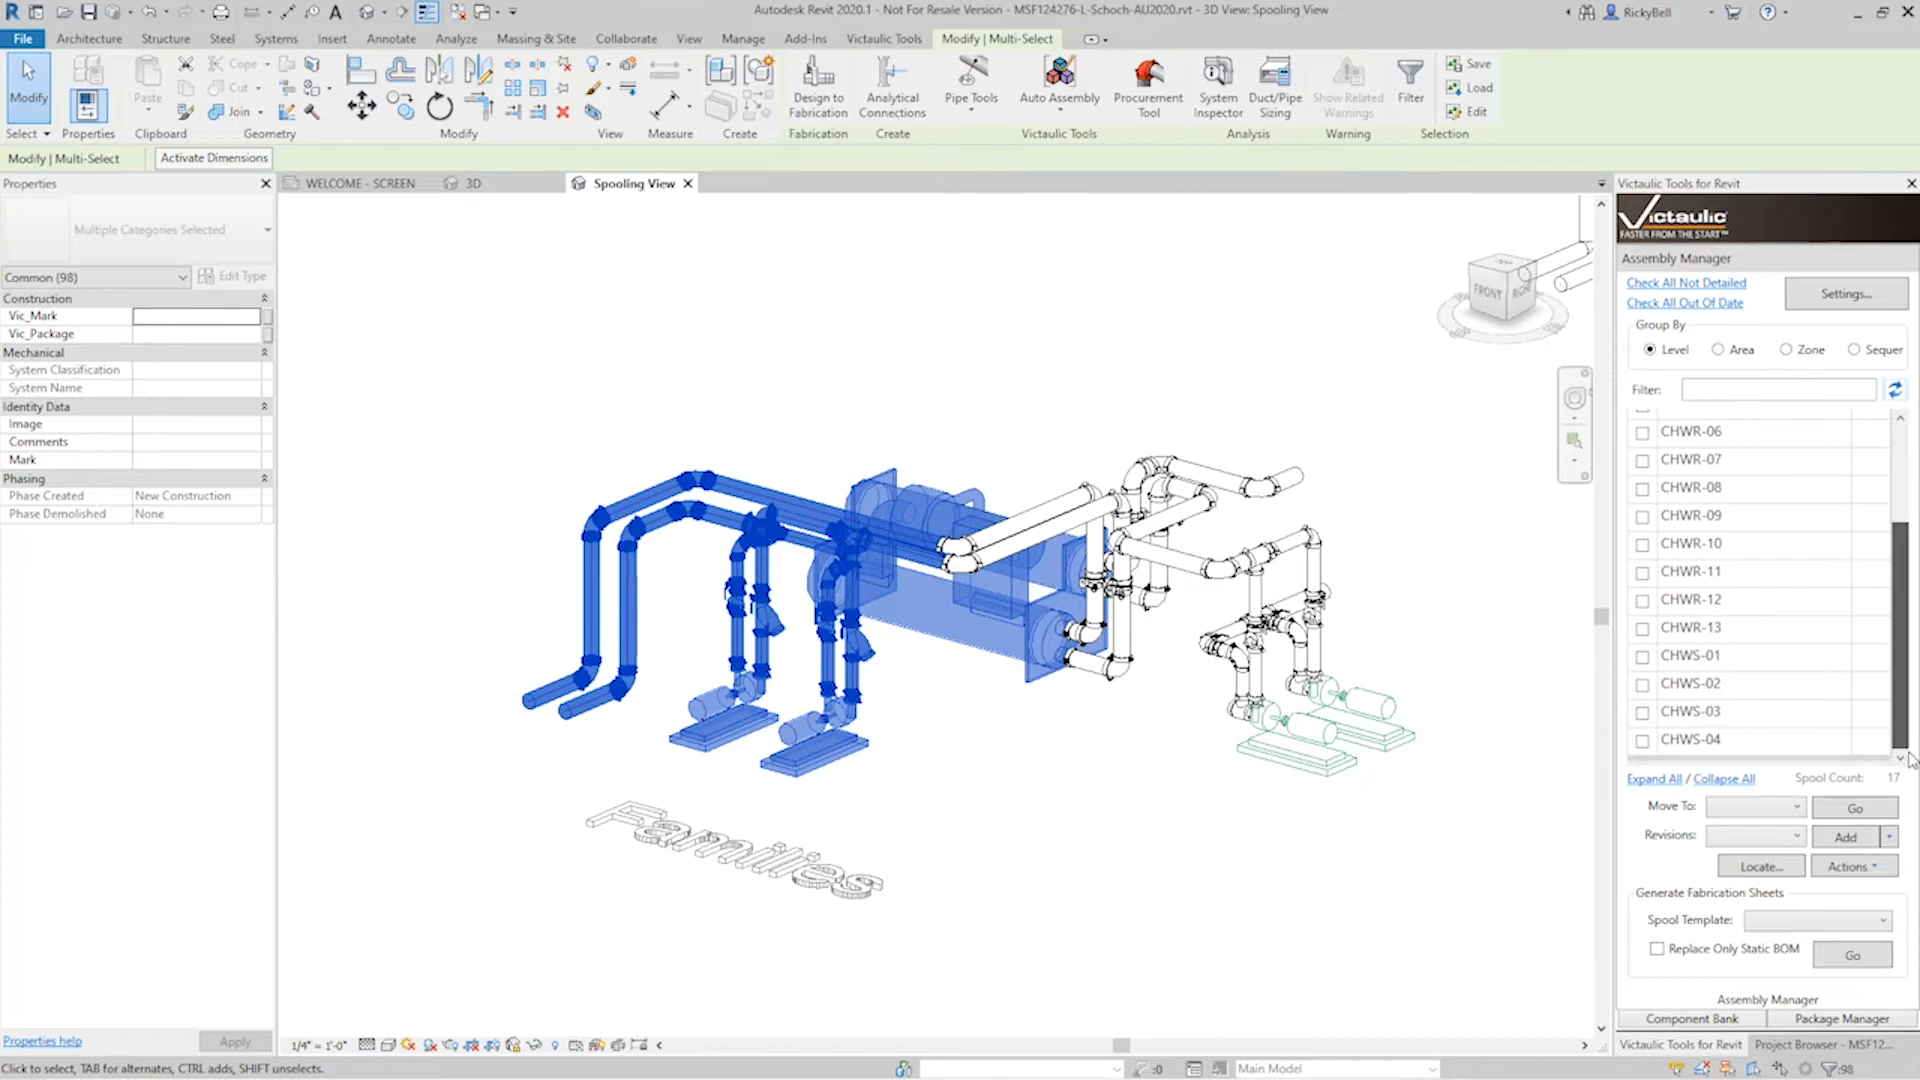 Autodesk Revit 2020.1 - Not For Resale Version - MSF124276-L-Schoch-AU2020.rvt - 3D View: Spooling View
RickyBell
File Architecture Structure Steel Systems Insert Annotate Analyze Massing & Site Collaborate View Manage Add-Ins Victaulic Tools Modify | Multi-Select
Modify
Paste
Cope
Cut
Join
Design to Fabrication
Analytical Connections
Pipe Tools
Auto Assembly
Procurement Tool
System Inspector
Duct/Pipe Sizing
Show Related Warnings
Filter
Save
Load
Edit
Select Properties Clipboard Geometry Modify View Measure Create Fabrication Create Victaulic Tools Analysis Warning Selection
Modify | Multi-Select Activate Dimensions
Properties
Multiple Categories Selected
Common (98) Edit Type
Construction
Vic_Mark
Vic_Package
Mechanical
System Classification
System Name
Identity Data
Image
Comments
Mark
Phasing
Phase Created New Construction
Phase Demolished None
Properties help Apply
WELCOME - SCREEN 3D Spooling View
FRONT RIGHT
Families
1/4" = 1'-0"
Victaulic Tools for Revit
Victaulic
FASTER FROM THE START™
Assembly Manager
Check All Not Detailed
Check All Out Of Date
Settings...
Group By
Level Area Zone Sequer
Filter:
CHWR-06
CHWR-07
CHWR-08
CHWR-09
CHWR-10
CHWR-11
CHWR-12
CHWR-13
CHWS-01
CHWS-02
CHWS-03
CHWS-04
Expand All / Collapse All Spool Count: 17
Move To: Go
Revisions: Add
Locate... Actions
Generate Fabrication Sheets
Spool Template:
Replace Only Static BOM Go
Assembly Manager
Component Bank Package Manager
Victaulic Tools for Revit Project Browser - MSF12...
Click to select, TAB for alternates, CTRL adds, SHIFT unselects.
:0 Main Model :98